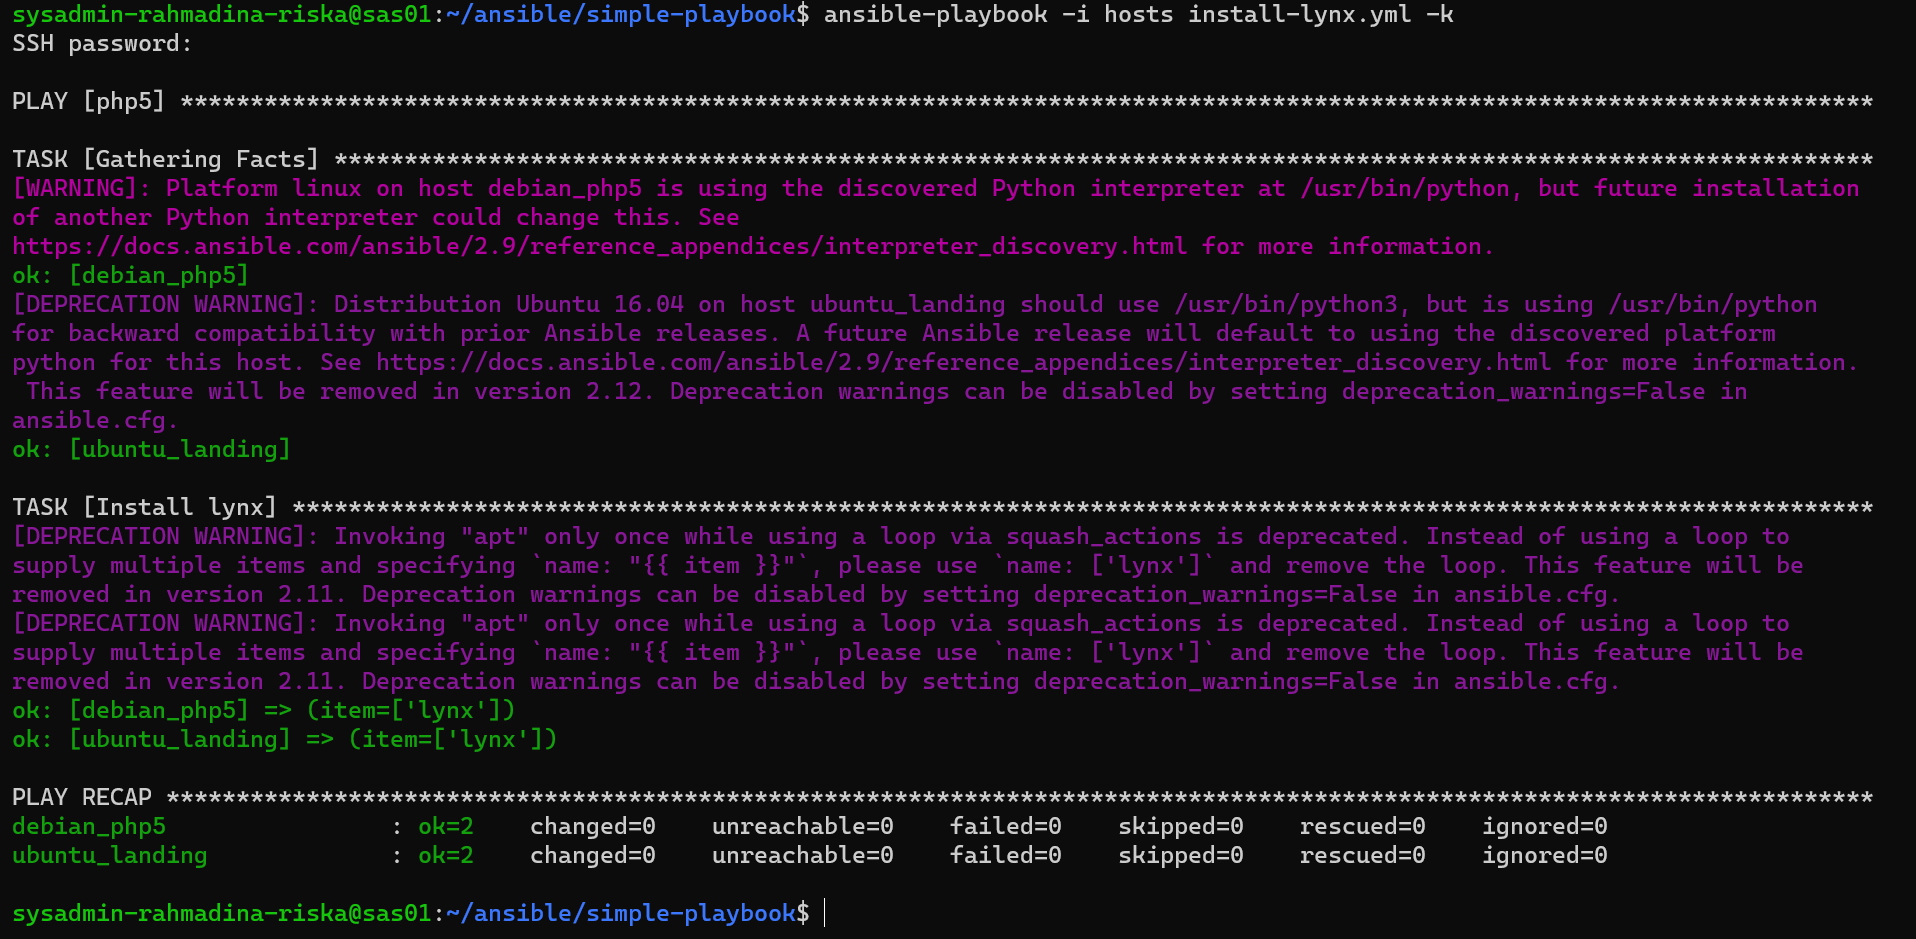 sysadmin-rahmadina-riska@sas01:~/ansible/simple-playbook$ ansible-playbook -i hosts install-lynx.yml -k
SSH password:
PLAY [php5] *************************************************************************************************************************
TASK [Gathering Facts] **************************************************************************************************************
[WARNING]: Platform linux on host debian_php5 is using the discovered Python interpreter at /usr/bin/python, but future installation
of another Python interpreter could change this. See
https://docs.ansible.com/ansible/2.9/reference_appendices/interpreter_discovery.html for more information.
ok: [debian_php5]
[DEPRECATION WARNING]: Distribution Ubuntu 16.04 on host ubuntu_landing should use /usr/bin/python3, but is using /usr/bin/python
for backward compatibility with prior Ansible releases. A future Ansible release will default to using the discovered platform
python for this host. See https://docs.ansible.com/ansible/2.9/reference_appendices/interpreter_discovery.html for more information.
 This feature will be removed in version 2.12. Deprecation warnings can be disabled by setting deprecation_warnings=False in
ansible.cfg.
ok: [ubuntu_landing]
TASK [Install lynx] *****************************************************************************************************************
[DEPRECATION WARNING]: Invoking "apt" only once while using a loop via squash_actions is deprecated. Instead of using a loop to
supply multiple items and specifying `name: "{{ item }}"`, please use `name: ['lynx']` and remove the loop. This feature will be
removed in version 2.11. Deprecation warnings can be disabled by setting deprecation_warnings=False in ansible.cfg.
[DEPRECATION WARNING]: Invoking "apt" only once while using a loop via squash_actions is deprecated. Instead of using a loop to
supply multiple items and specifying `name: "{{ item }}"`, please use `name: ['lynx']` and remove the loop. This feature will be
removed in version 2.11. Deprecation warnings can be disabled by setting deprecation_warnings=False in ansible.cfg.
ok: [debian_php5] => (item=['lynx'])
ok: [ubuntu_landing] => (item=['lynx'])
PLAY RECAP **************************************************************************************************************************
debian_php5                : ok=2    changed=0    unreachable=0    failed=0    skipped=0    rescued=0    ignored=0
ubuntu_landing             : ok=2    changed=0    unreachable=0    failed=0    skipped=0    rescued=0    ignored=0
sysadmin-rahmadina-riska@sas01:~/ansible/simple-playbook$